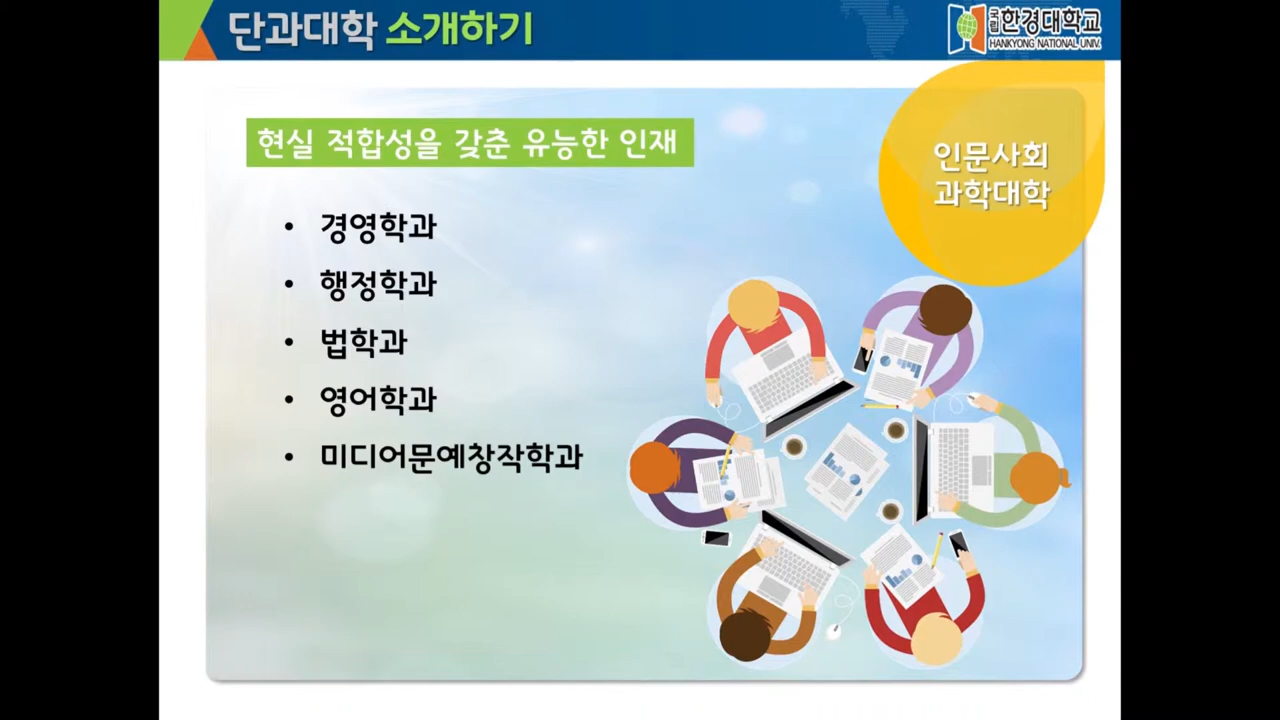 단과대학 소개하기
국립 한경대학교
HANKYONG NATIONAL UNIV.
인문사회
과학대학
현실 적합성을 갖춘 유능한 인재
• 경영학과
• 행정학과
• 법학과
• 영어학과
• 미디어문예창작학과